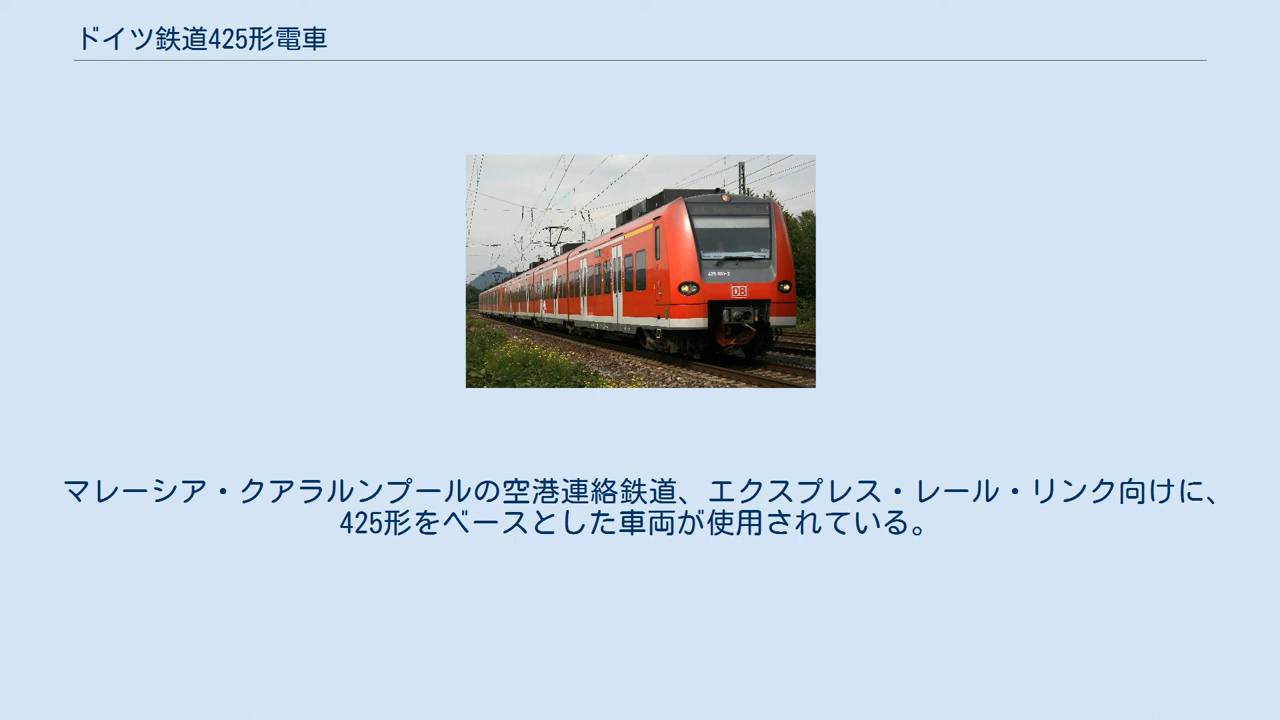 ドイツ鉄道425形電車
DB
マレーシア・クアラルンプールの空港連絡鉄道、エクスプレス・レール・リンク向けに、
425形をベースとした車両が使用されている。